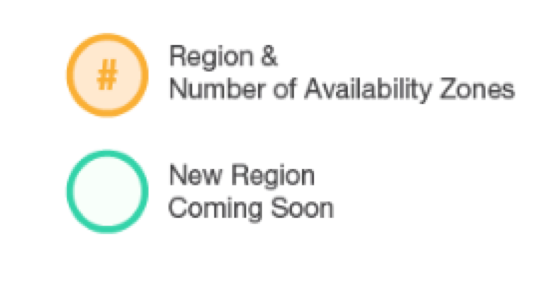 #
Region &
Number of Availability Zones
New Region
Coming Soon